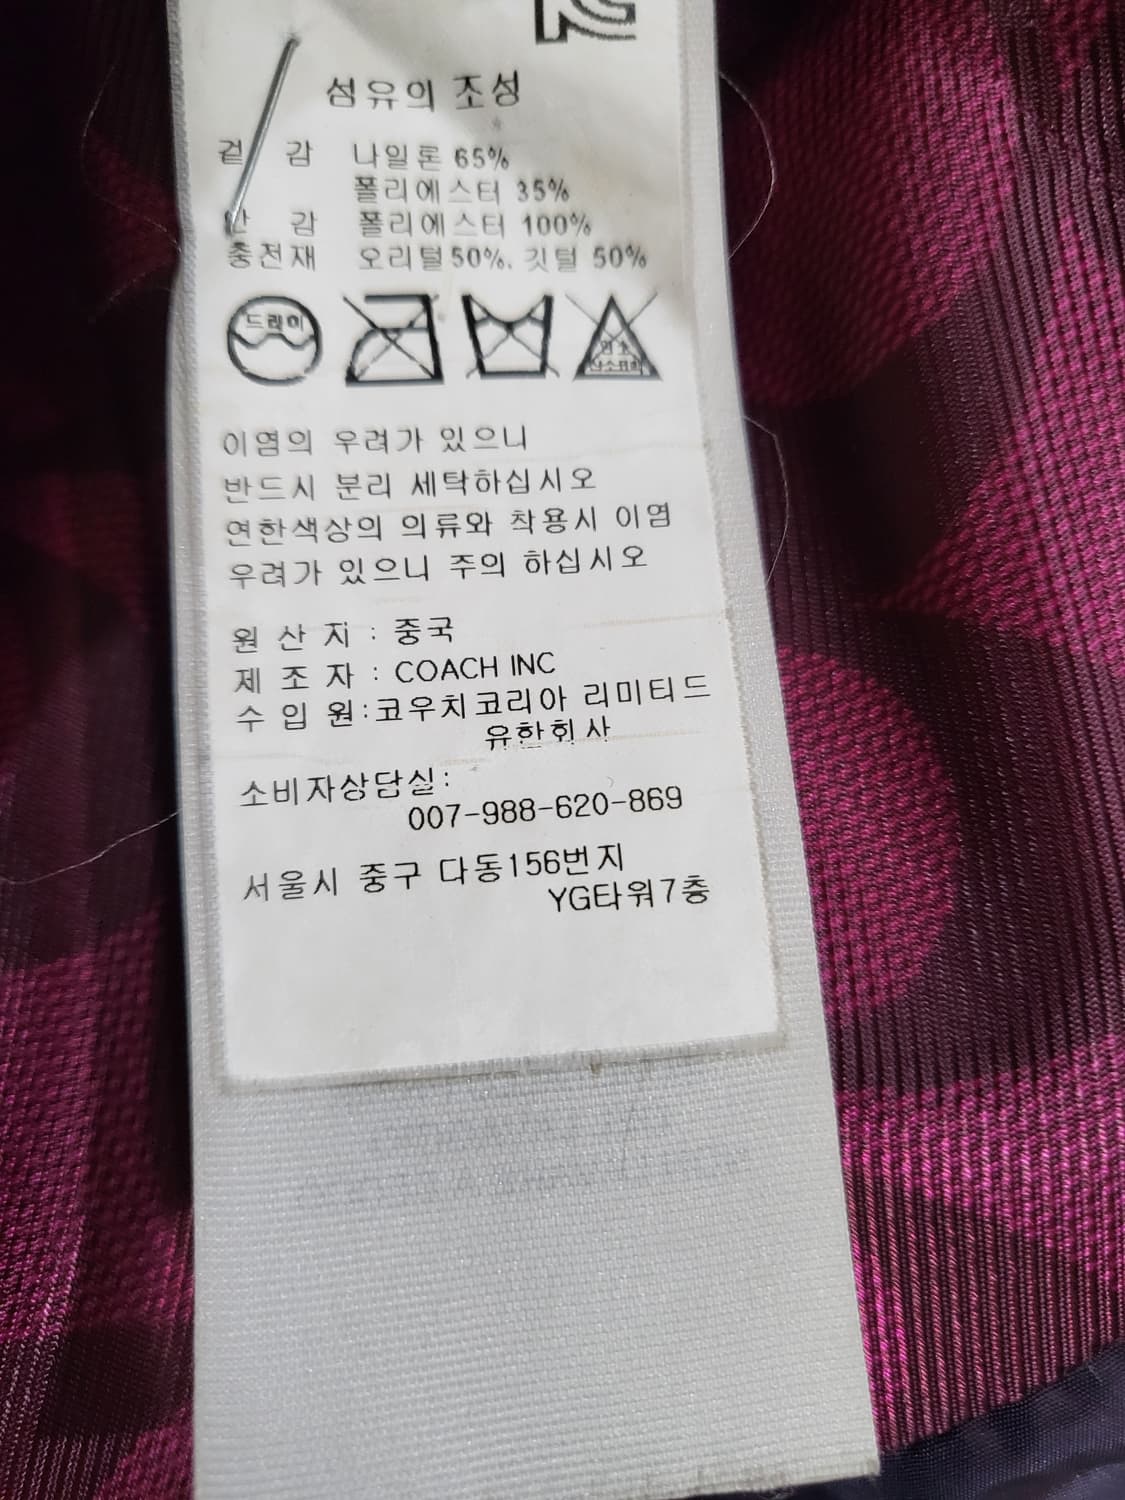 섬유의 조성
겉 감 나일론 65%
폴리에스터 35%
안 감 폴리에스터 100%
충전재 오리털50%, 깃털 50%
드라이
이염의 우려가 있으니
반드시 분리 세탁하십시오
연한색상의 의류와 착용시 이염
우려가 있으니 주의 하십시오
원 산 지 : 중국
제 조 자 : COACH INC
수 입 원:코우치코리아 리미티드
유한회사
소비자상담실:
007-988-620-869
서울시 중구 다동156번지
YG타워7층